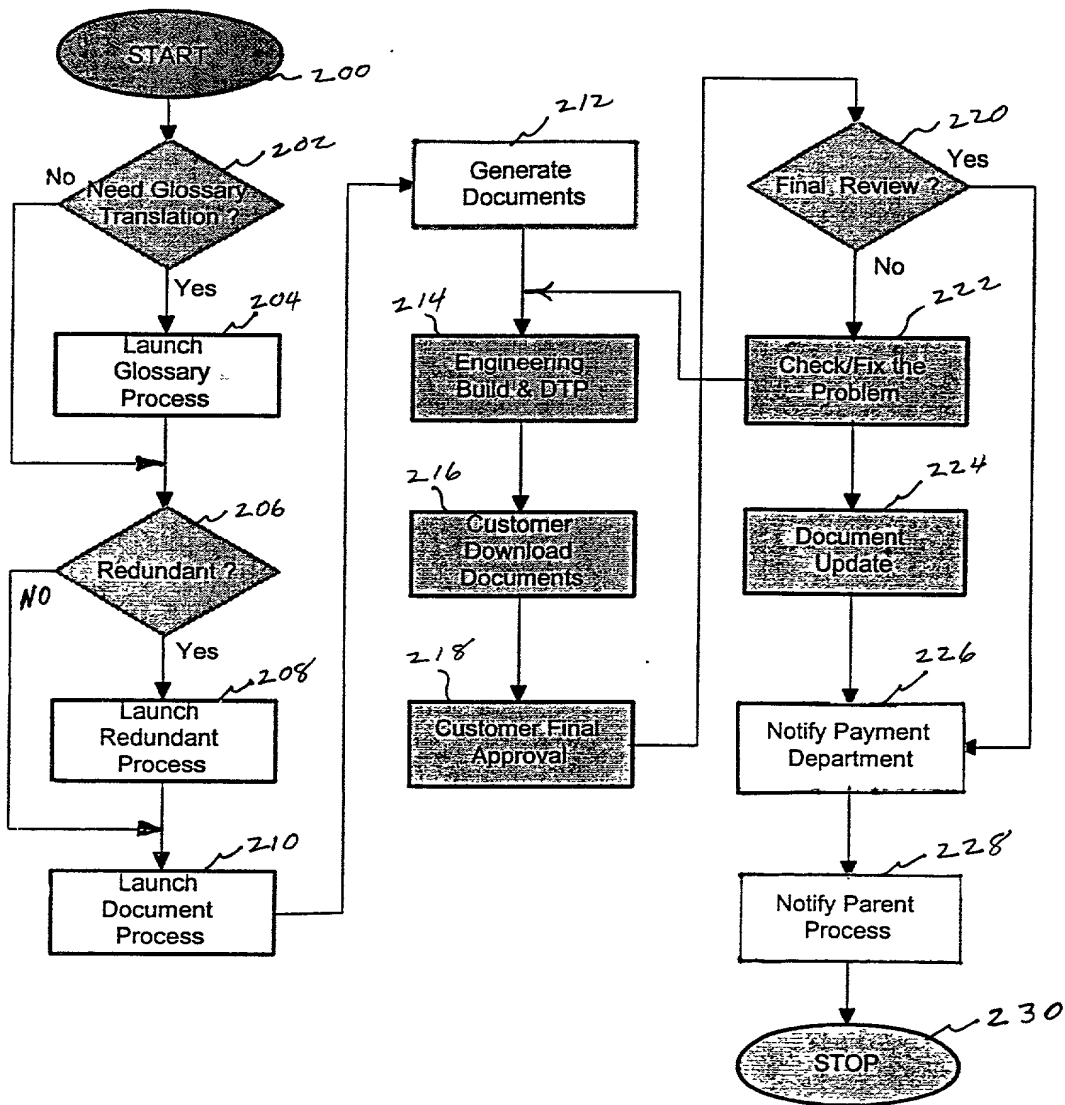 START
200
202
No
Need Glossary
Translation ?
Yes
204
Launch
Glossary
Process
206
Redundant ?
NO
Yes
208
Launch
Redundant
Process
210
Launch
Document
Process
212
Generate
Documents
214
Engineering
Build & DTP
216
Customer
Download
Documents
218
Customer Final
Approval
220
Yes
Final Review ?
No
222
Check/Fix the
Problem
224
Document
Update
226
Notify Payment
Department
228
Notify Parent
Process
230
STOP